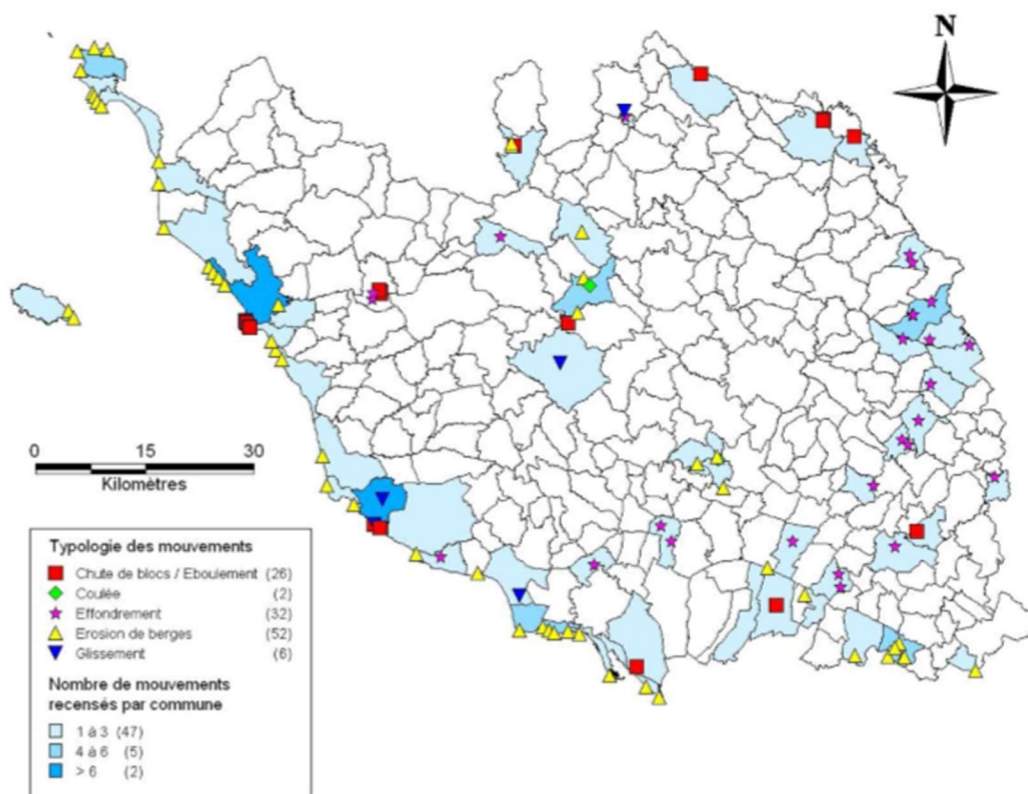 N
0 15 30
Kilomètres
Typologie des mouvements
Chute de blocs / Eboulement (26)
Coulée (2)
Effondrement (32)
Erosion de berges (52)
Glissement (6)
Nombre de mouvements
recensés par commune
1 à 3 (47)
4 à 6 (5)
> 6 (2)